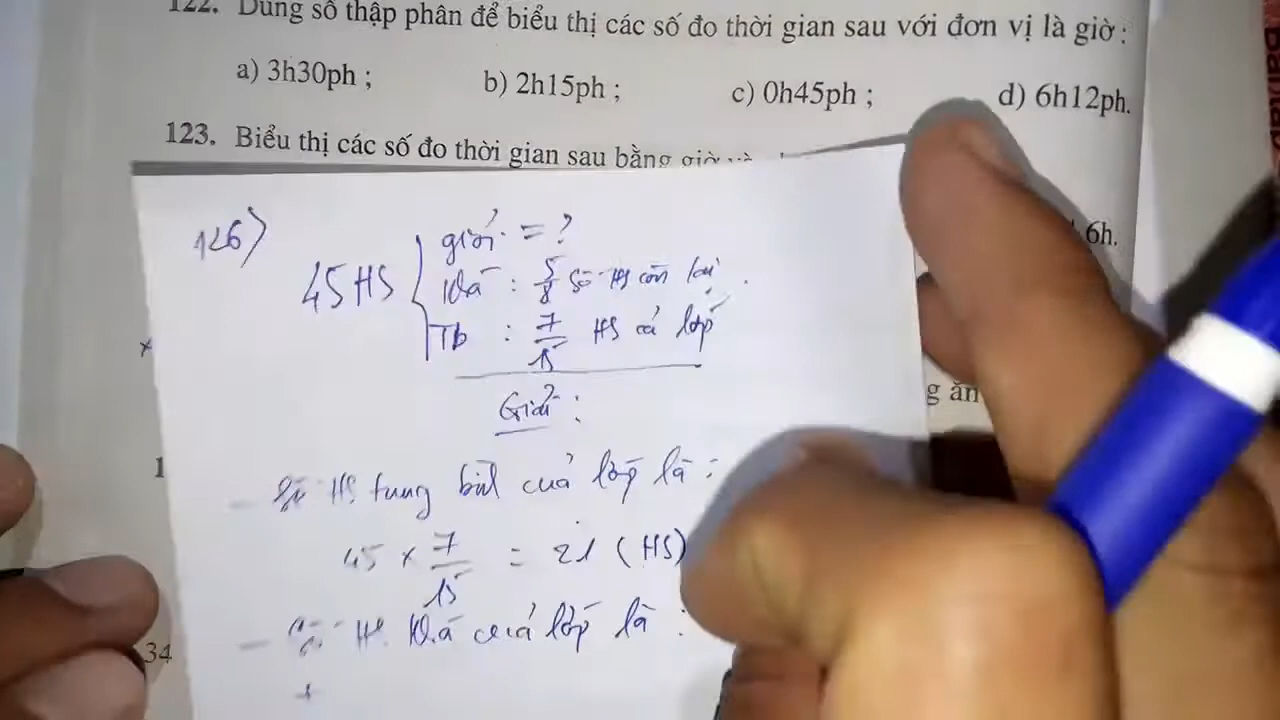 122. Dùng số thập phân để biểu thị các số đo thời gian sau với đơn vị là giờ :
a) 3h30ph ; b) 2h15ph ; c) 0h45ph ; d) 6h12ph.
123. Biểu thị các số đo thời gian sau bằng giờ
6h.
126)
45HS
giỏi = ?
Khá : 5/8 Số HS còn lại
Tb : 7/15 HS cả lớp
Giải :
g ăn
1
- Số HS trung bình của lớp là :
45 × 7/15 = 21 (HS)
- Số HS Khá của lớp là :
+
34